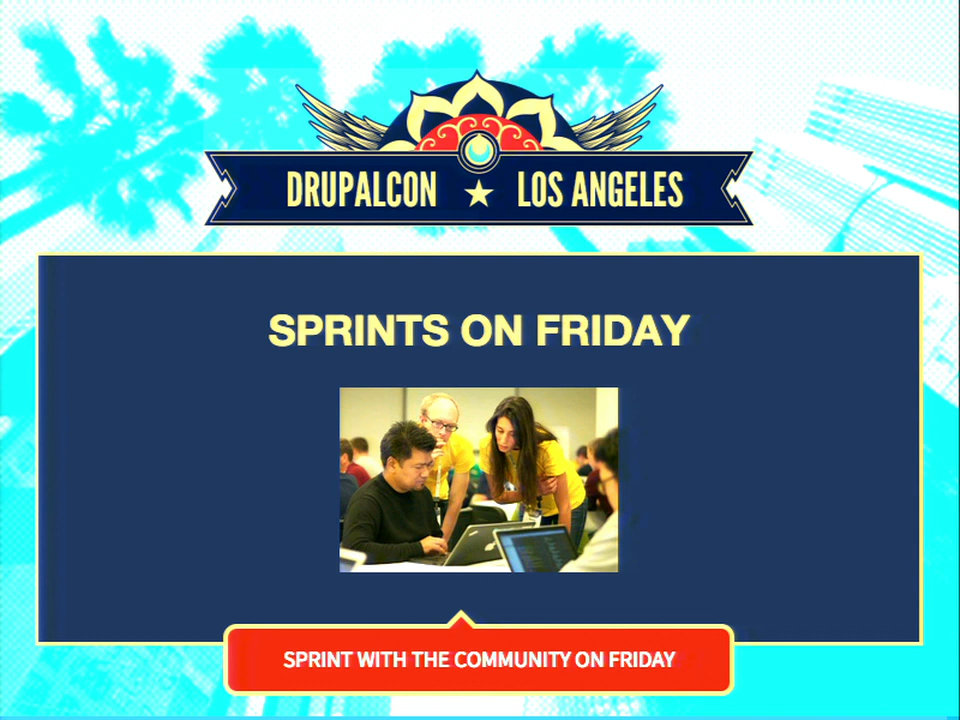 DRUPALCON ★ LOS ANGELES
SPRINTS ON FRIDAY
SPRINT WITH THE COMMUNITY ON FRIDAY